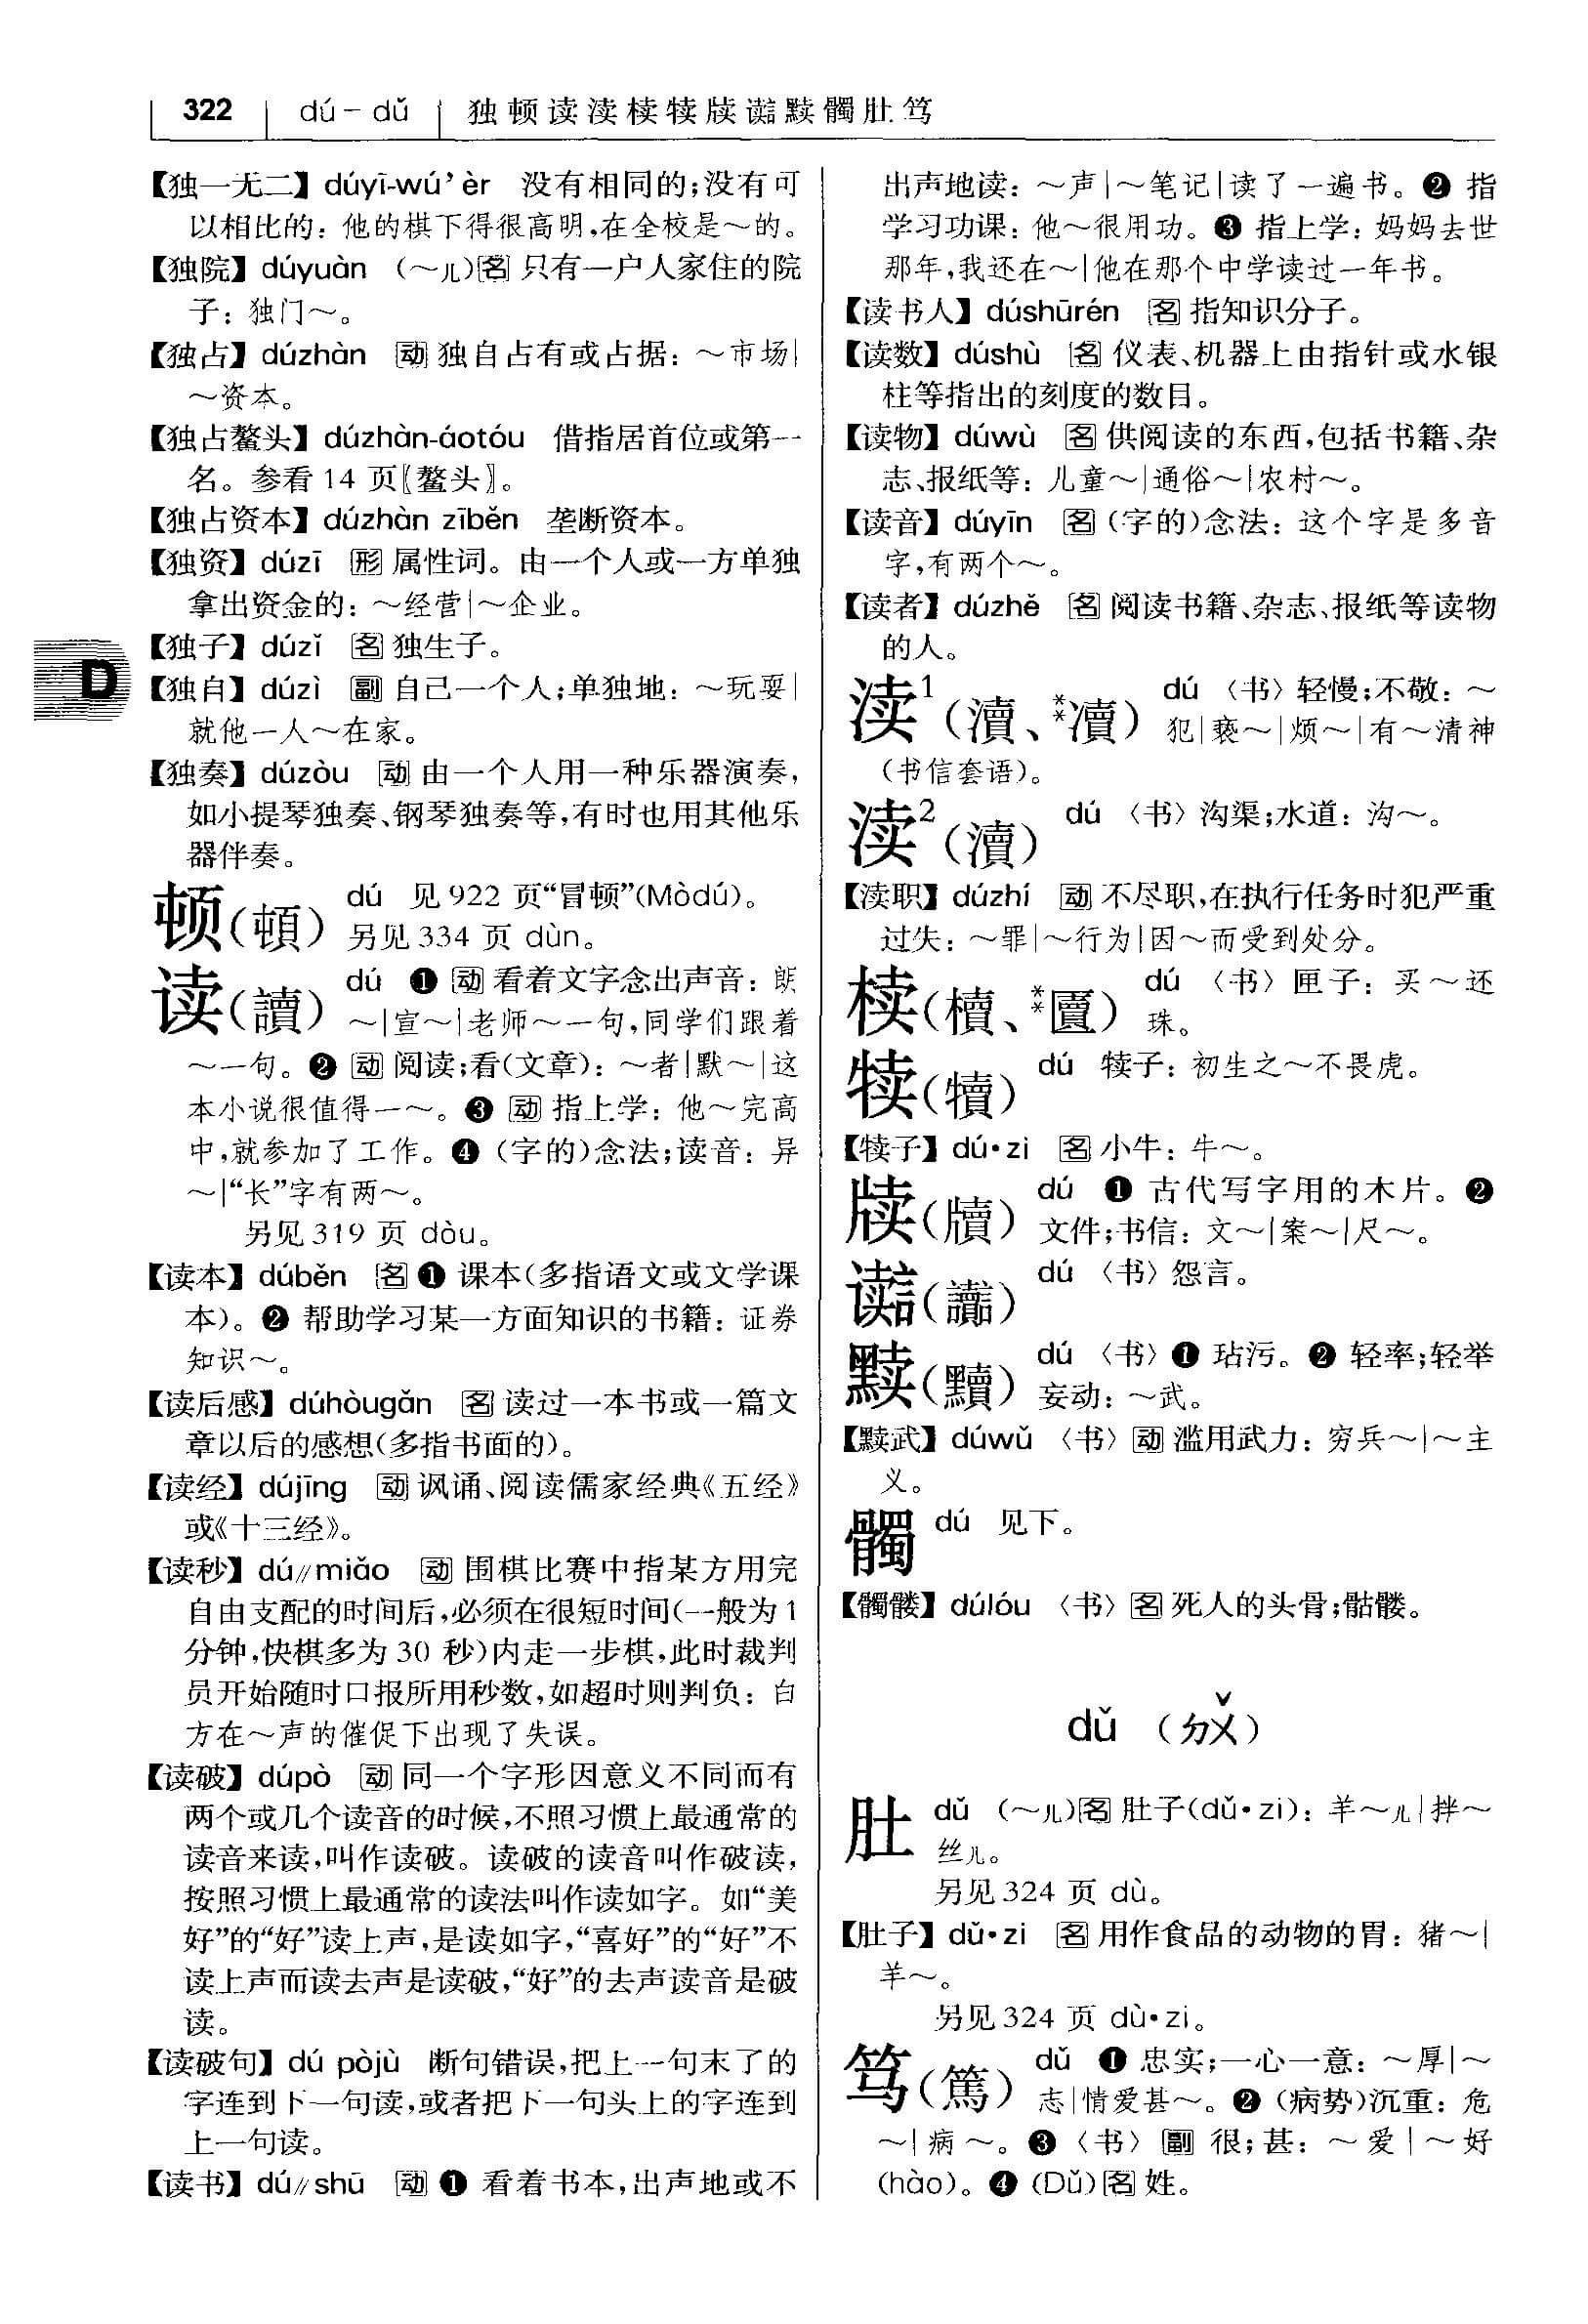 322 dú－dǔ 独顿读渎椟犊牍讟黩髑肚笃
【独一无二】dúyī-wú’èr 没有相同的；没有可
以相比的：他的棋下得很高明，在全校是～的。
【独院】dúyuàn （～儿）名 只有一户人家住的院
子：独门～。
【独占】dúzhàn 动 独自占有或占据：～市场|
～资本。
【独占鳌头】dúzhàn-áotóu 借指居首位或第一
名。参看 14 页〖鳌头〗。
【独占资本】dúzhàn zīběn 垄断资本。
【独资】dúzī 形 属性词。由一个人或一方单独
拿出资金的：～经营|～企业。
【独子】dúzǐ 名 独生子。
D
【独自】dúzì 副 自己一个人；单独地：～玩耍|
就他一人～在家。
【独奏】dúzòu 动 由一个人用一种乐器演奏，
如小提琴独奏、钢琴独奏等，有时也用其他乐
器伴奏。
顿（頓） dú 见 922 页“冒顿”(Mòdú)。
另见 334 页 dùn。
读（讀） dú ❶ 动 看着文字念出声音：朗
～|宣～|老师～一句，同学们跟着
～一句。❷ 动 阅读；看（文章）：～者|默～|这
本小说很值得一～。❸ 动 指上学：他～完高
中，就参加了工作。❹（字的）念法；读音：异
～|“长”字有两～。
另见 319 页 dòu。
【读本】dúběn 名 ❶ 课本（多指语文或文学课
本）。❷ 帮助学习某一方面知识的书籍：证券
知识～。
【读后感】dúhòugǎn 名 读过一本书或一篇文
章以后的感想（多指书面的）。
【读经】dújīng 动 讽诵、阅读儒家经典《五经》
或《十三经》。
【读秒】dú//miǎo 动 围棋比赛中指某方用完
自由支配的时间后，必须在很短时间（一般为 1
分钟，快棋多为 30 秒）内走一步棋，此时裁判
员开始随时口报所用秒数，如超时则判负：白
方在～声的催促下出现了失误。
【读破】dúpò 动 同一个字形因意义不同而有
两个或几个读音的时候，不照习惯上最通常的
读音来读，叫作读破。读破的读音叫作破读，
按照习惯上最通常的读法叫作读如字。如“美
好”的“好”读上声，是读如字，“喜好”的“好”不
读上声而读去声是读破，“好”的去声读音是破
读。
【读破句】dú pòjù 断句错误，把上一句末了的
字连到下一句读，或者把下一句头上的字连到
上一句读。
【读书】dú//shū 动 ❶ 看着书本，出声地或不
出声地读：～声|～笔记|读了一遍书。❷ 指
学习功课：他～很用功。❸ 指上学：妈妈去世
那年，我还在～|他在那个中学读过一年书。
【读书人】dúshūrén 名 指知识分子。
【读数】dúshù 名 仪表、机器上由指针或水银
柱等指出的刻度的数目。
【读物】dúwù 名 供阅读的东西，包括书籍、杂
志、报纸等：儿童～|通俗～|农村～。
【读音】dúyīn 名（字的）念法：这个字是多音
字，有两个～。
【读者】dúzhě 名 阅读书籍、杂志、报纸等读物
的人。
渎1（瀆、**凟） dú〈书〉轻慢；不敬：～
犯|亵～|烦～|有～清神
（书信套语）。
渎2（瀆） dú〈书〉沟渠；水道：沟～。
【渎职】dúzhí 动 不尽职，在执行任务时犯严重
过失：～罪|～行为|因～而受到处分。
椟（櫝、**匵） dú〈书〉匣子：买～还
珠。
犊（犢） dú 犊子：初生之～不畏虎。
【犊子】dú·zi 名 小牛：牛～。
牍（牘） dú ❶ 古代写字用的木片。❷
文件；书信：文～|案～|尺～。
讟（讟） dú〈书〉怨言。
黩（黷） dú〈书〉❶ 玷污。❷ 轻率；轻举
妄动：～武。
【黩武】dúwǔ〈书〉动 滥用武力：穷兵～|～主
义。
髑 dú 见下。
【髑髅】dúlóu〈书〉名 死人的头骨；骷髅。
dǔ （ㄉㄨˇ）
肚 dǔ （～儿）名 肚子(dǔ·zi)：羊～儿|拌～
丝儿。
另见 324 页 dù。
【肚子】dǔ·zi 名 用作食品的动物的胃：猪～|
羊～。
另见 324 页 dù·zi。
笃（篤） dǔ ❶ 忠实；一心一意：～厚|～
志|情爱甚～。❷（病势）沉重：危
～|病～。❸〈书〉副 很；甚：～爱|～好
(hào)。❹ (Dǔ)名 姓。